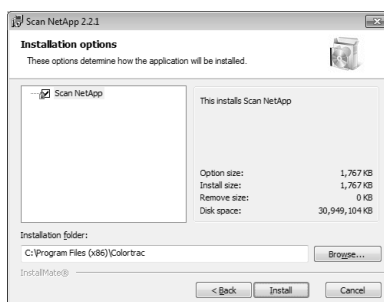 Scan NetApp 2.2.1
Installation options
These options determine how the application will be installed.
Scan NetApp
This installs Scan NetApp
Option size: 1,767 KB
Install size: 1,767 KB
Remove size: 0 KB
Disk space: 30,949,104 KB
Installation folder:
C:\Program Files (x86)\Colortrac
Browse...
InstallMate®
< Back
Install
Cancel